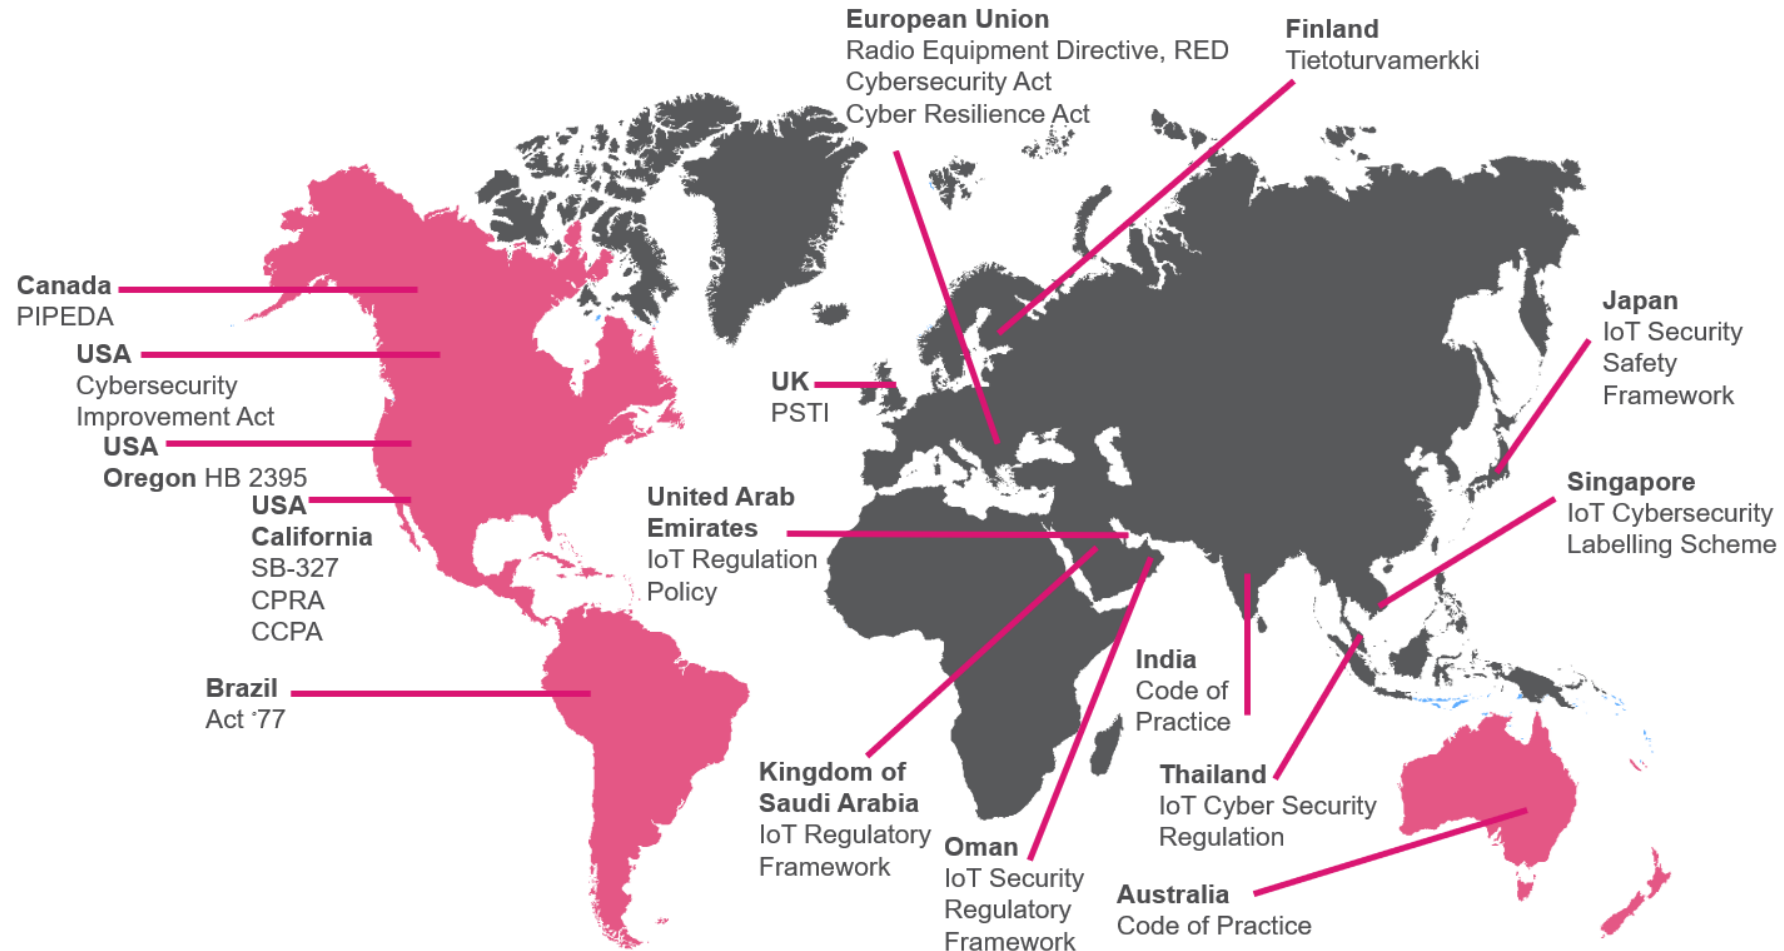 European Union
Radio Equipment Directive, RED
Cybersecurity Act
Cyber Resilience Act
Finland
Tietoturvamerkki
Canada
PIPEDA
USA
Cybersecurity
Improvement Act
USA
Oregon HB 2395
USA
California
SB-327
CPRA
CCPA
Brazil
Act °77
UK
PSTI
United Arab
Emirates
IoT Regulation
Policy
Kingdom of
Saudi Arabia
IoT Regulatory
Framework
Oman
IoT Security
Regulatory
Framework
India
Code of
Practice
Thailand
IoT Cyber Security
Regulation
Australia
Code of Practice
Japan
IoT Security
Safety
Framework
Singapore
IoT Cybersecurity
Labelling Scheme